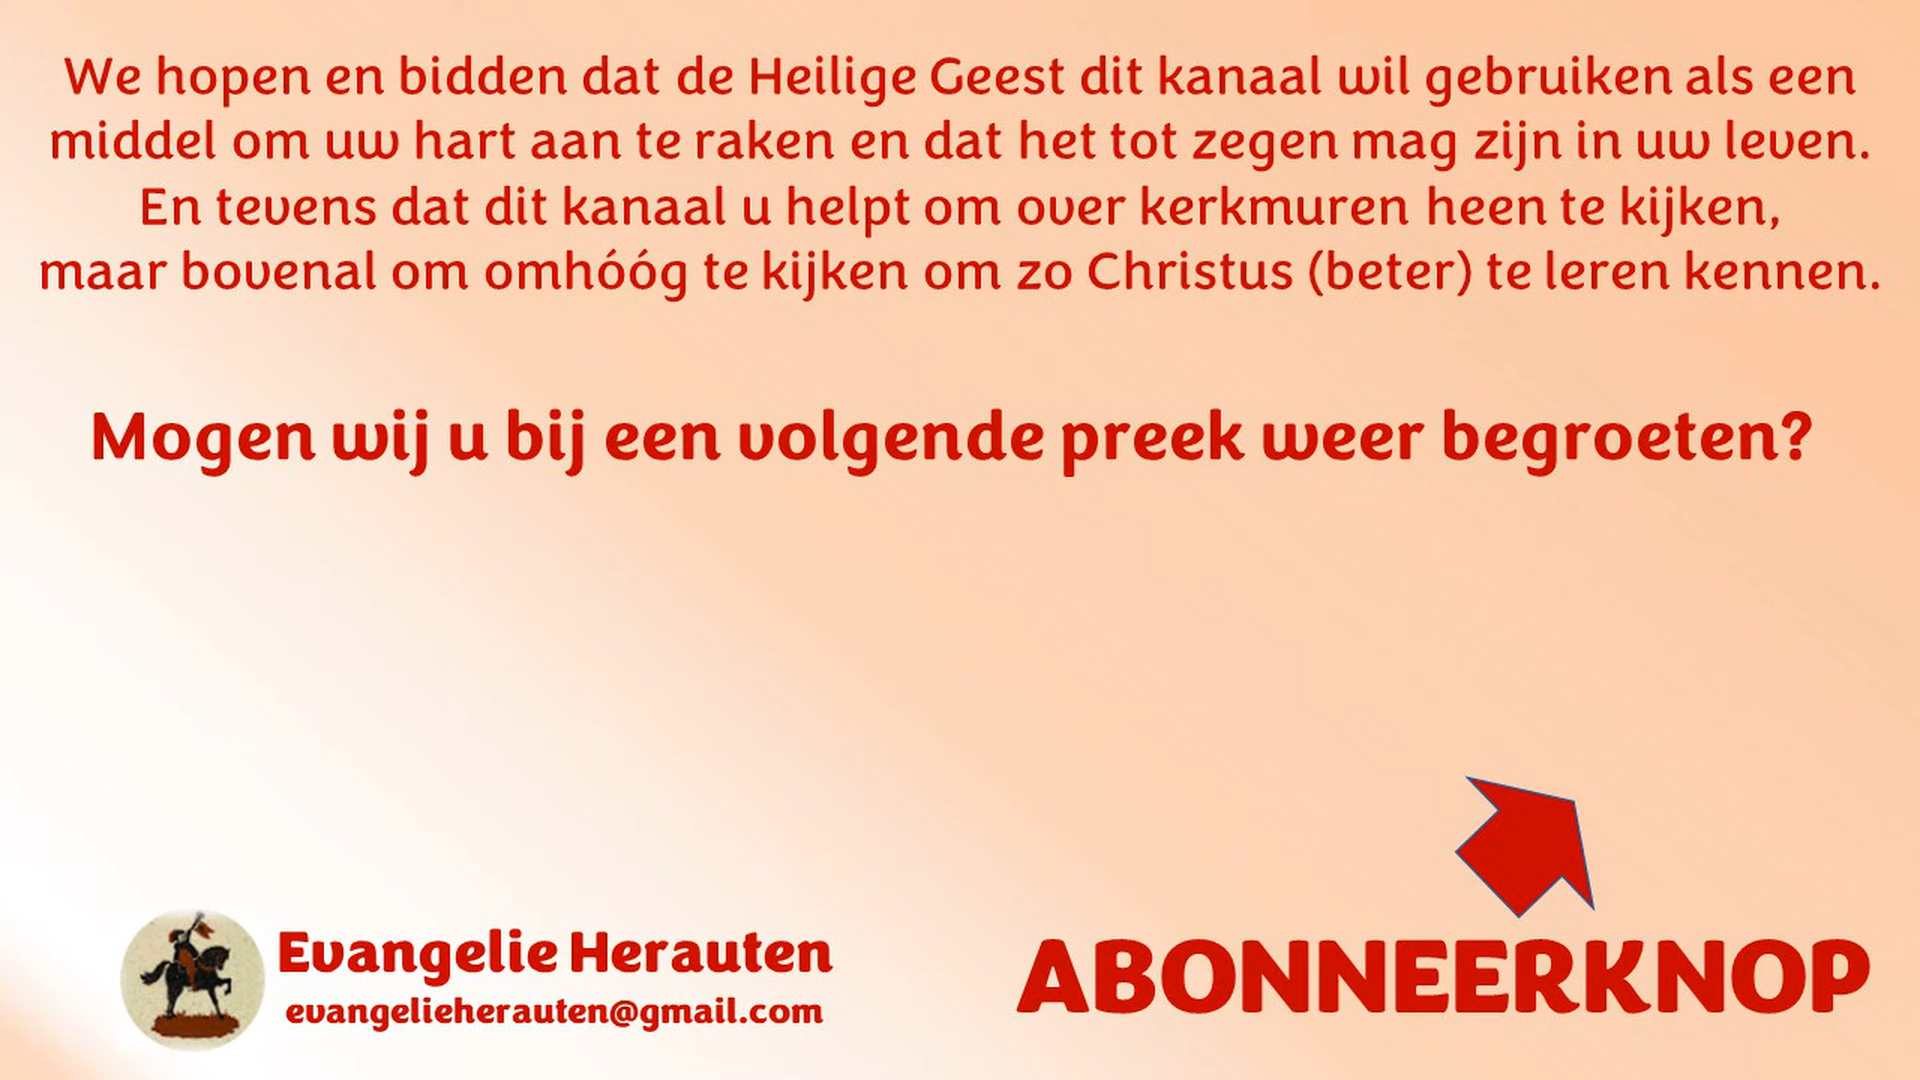 We hopen en bidden dat de Heilige Geest dit kanaal wil gebruiken als een
middel om uw hart aan te raken en dat het tot zegen mag zijn in uw leven.
En tevens dat dit kanaal u helpt om over kerkmuren heen te kijken,
maar bovenal om omhóóg te kijken om zo Christus (beter) te leren kennen.
Mogen wij u bij een volgende preek weer begroeten?
Evangelie Herauten
evangelieherauten@gmail.com
ABONNEERKNOP